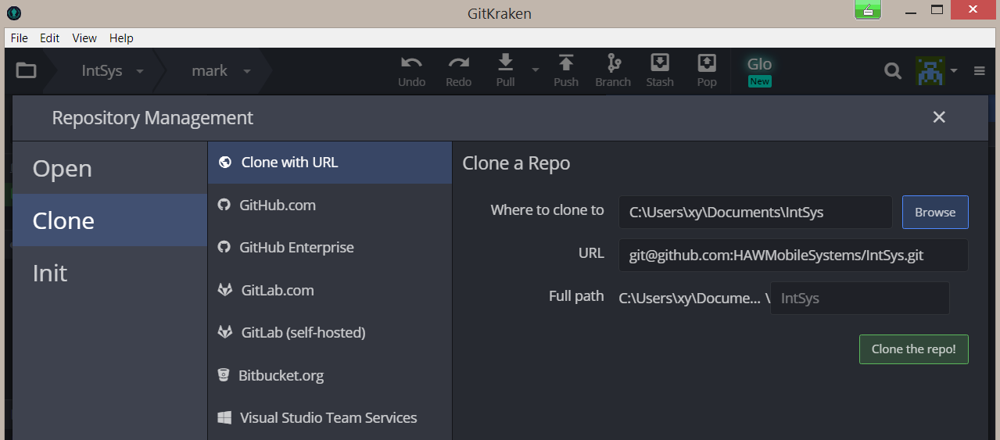 GitKraken
File Edit View Help
IntSys mark Undo Redo Pull Push Branch Stash Pop Glo
New
Repository Management
Open
Clone
Init
Clone with URL
GitHub.com
GitHub Enterprise
GitLab.com
GitLab (self-hosted)
Bitbucket.org
Visual Studio Team Services
Clone a Repo
Where to clone to C:\Users\xy\Documents\IntSys Browse
URL git@github.com:HAWMobileSystems/IntSys.git
Full path C:\Users\xy\Docume... \ IntSys
Clone the repo!